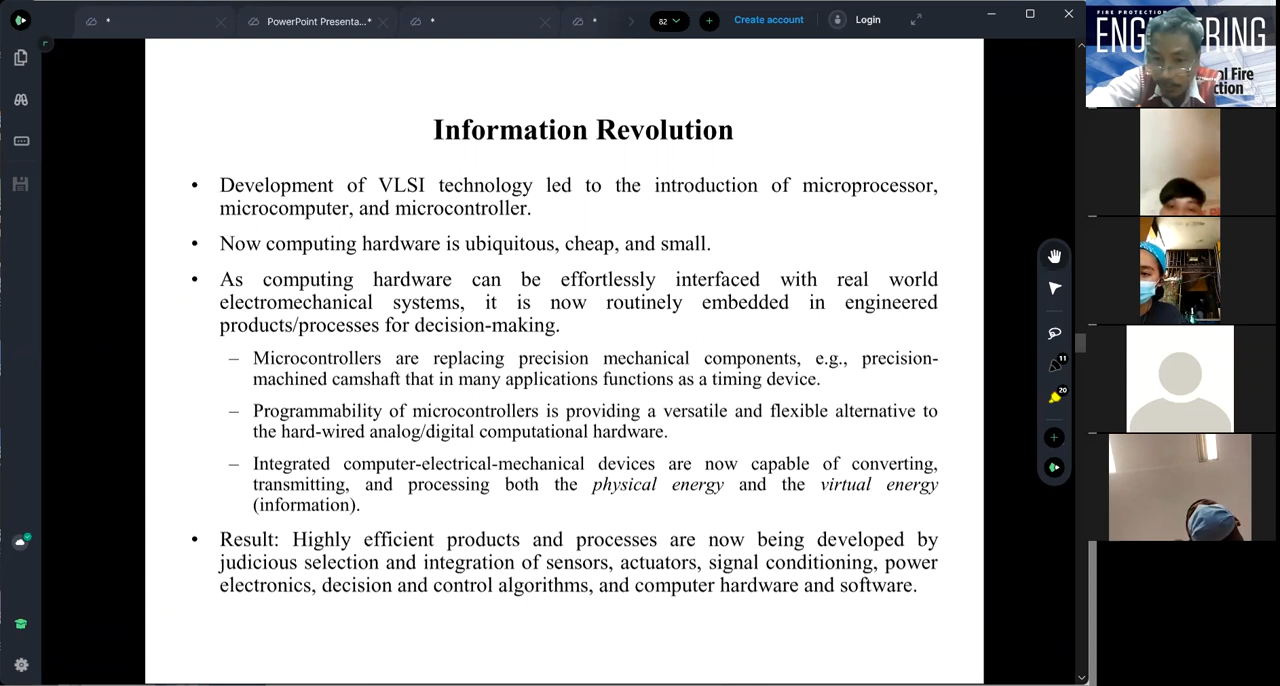 *
PowerPoint Presenta...*
*
*
82
Create account
Login
Information Revolution
• Development of VLSI technology led to the introduction of microprocessor,
microcomputer, and microcontroller.
• Now computing hardware is ubiquitous, cheap, and small.
• As computing hardware can be effortlessly interfaced with real world
electromechanical systems, it is now routinely embedded in engineered
products/processes for decision-making.
– Microcontrollers are replacing precision mechanical components, e.g., precision-
machined camshaft that in many applications functions as a timing device.
– Programmability of microcontrollers is providing a versatile and flexible alternative to
the hard-wired analog/digital computational hardware.
– Integrated computer-electrical-mechanical devices are now capable of converting,
transmitting, and processing both the physical energy and the virtual energy
(information).
• Result: Highly efficient products and processes are now being developed by
judicious selection and integration of sensors, actuators, signal conditioning, power
electronics, decision and control algorithms, and computer hardware and software.
11
20
FIRE PROTECTION
Fire